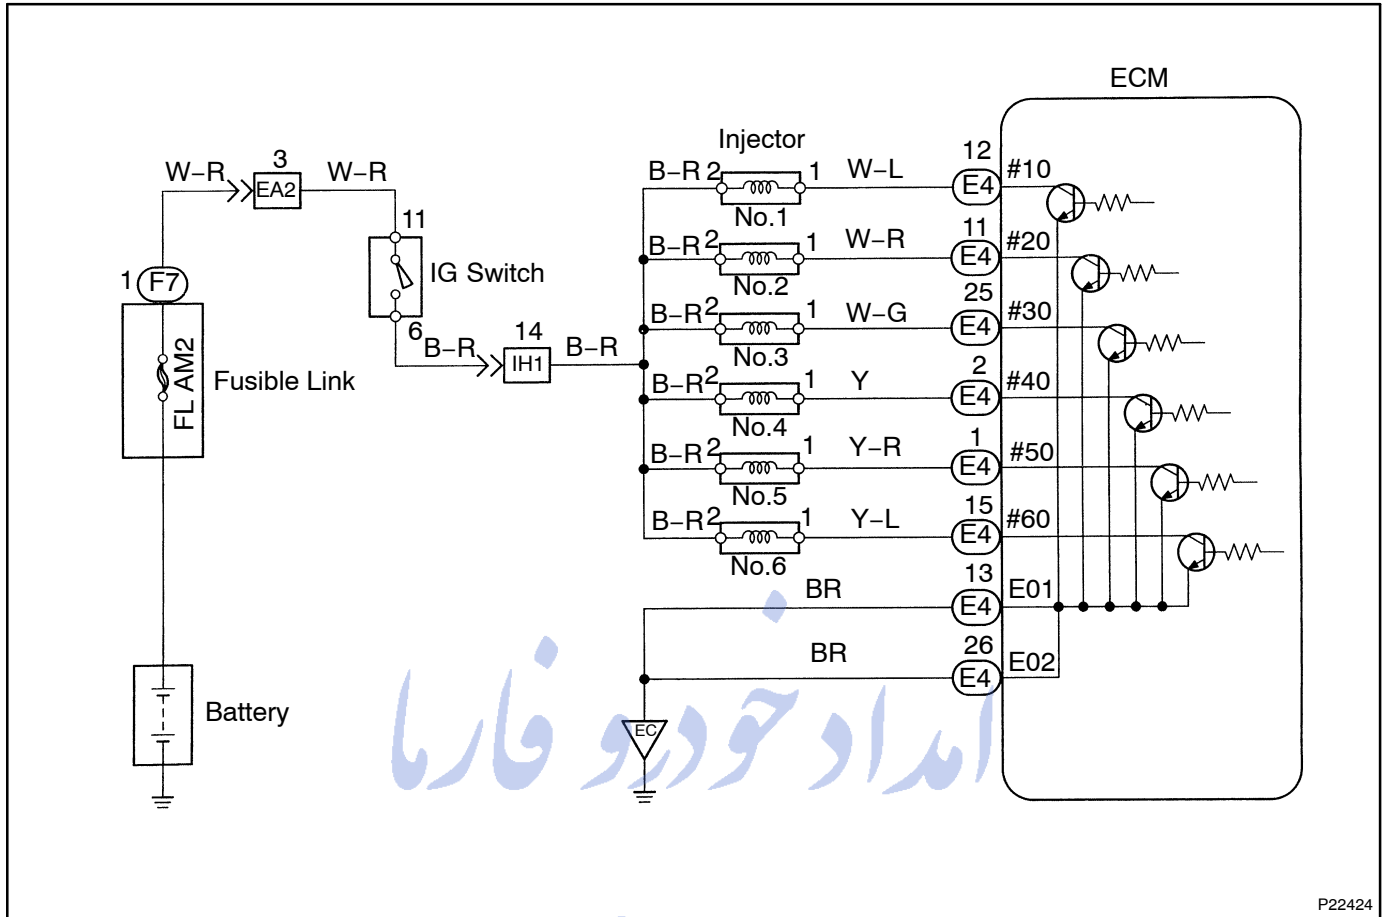 ECM
Injector
W–R
3
EA2
W–R
11
IG Switch
6
B–R
14
IH1
B–R
1
F7
FL AM2
Fusible Link
Battery
B–R 2
1
W–L
12
E4
#10
No.1
B–R 2
1
W–R
11
E4
#20
No.2
B–R 2
1
W–G
25
E4
#30
No.3
B–R 2
1
Y
2
E4
#40
No.4
B–R 2
1
Y–R
1
E4
#50
No.5
B–R 2
1
Y–L
15
E4
#60
No.6
BR
13
E4
E01
BR
26
E4
E02
EC
امداد خودرو فارما
P22424